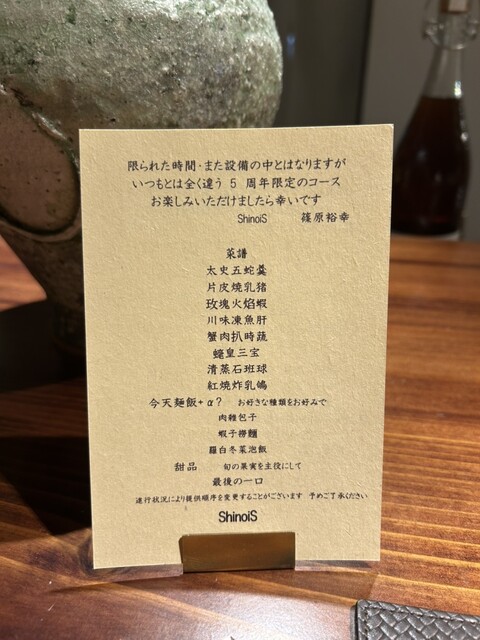 限られた時間・また設備の中とはなりますが
いつもとは全く違う 5 周年限定のコース
お楽しみいただけましたら幸いです
ShinoiS 篠原裕幸
菜譜
太史五蛇羹
片皮燒乳猪
玫瑰火焰蝦
川味凍魚肝
蟹肉扒時蔬
蠔皇三宝
清蒸石班球
紅燒炸乳鴿
今天麺飯+α? お好きな種類をお好みで
肉雜包子
蝦子撈麵
羅白冬菜泡飯
甜品 旬の果実を主役にして
最後の一口
進行状況により提供順序を変更することがございます 予めご了承ください
ShinoiS